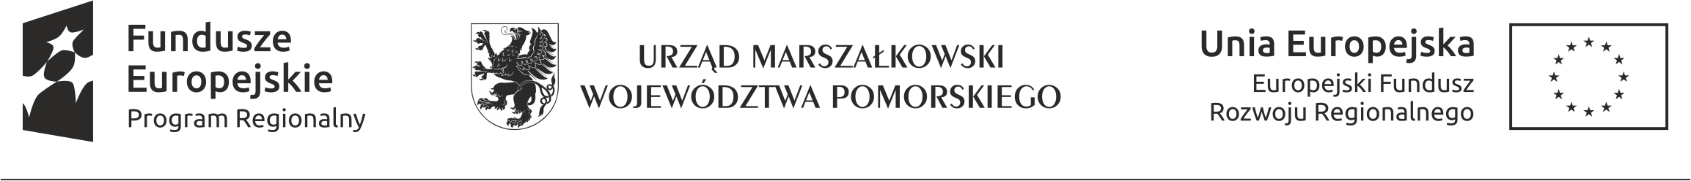 Fundusze
Europejskie
Program Regionalny
URZĄD MARSZAŁKOWSKI
WOJEWÓDZTWA POMORSKIEGO
Unia Europejska
Europejski Fundusz
Rozwoju Regionalnego